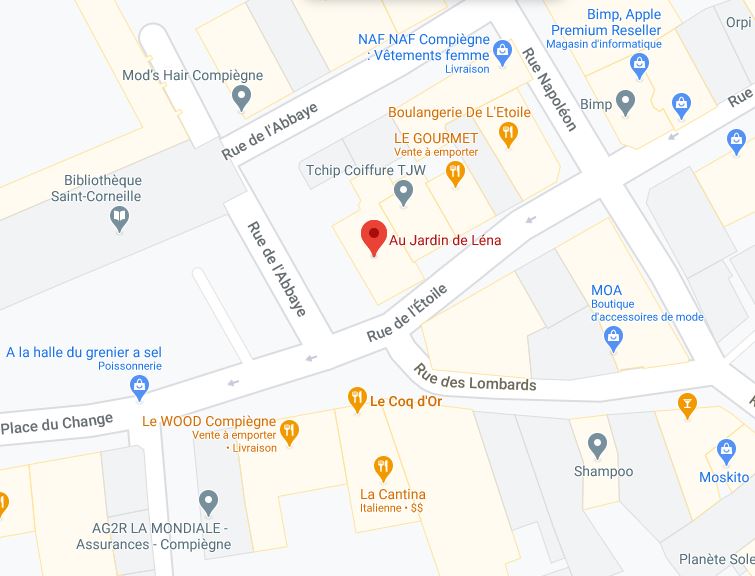 Bimp, Apple
Premium Reseller
Magasin d'informatique
Orpi
NAF NAF Compiègne
: Vêtements femme
Livraison
Mod's Hair Compiègne
Rue Napoléon
Bimp
Rue
Rue de l'Abbaye
Boulangerie De L'Etoile
LE GOURMET
Vente à emporter
Tchip Coiffure TJW
Bibliothèque
Saint-Corneille
Au Jardin de Léna
Rue de l'Abbaye
MOA
Boutique
d'accessoires de mode
Rue de l'Étoile
A la halle du grenier a sel
Poissonnerie
Rue des Lombards
Le Coq d'Or
Place du Change
Le WOOD Compiègne
Vente à emporter
• Livraison
Shampoo
Moskito
La Cantina
Italienne • $$
AG2R LA MONDIALE -
Assurances - Compiègne
Planète Sole